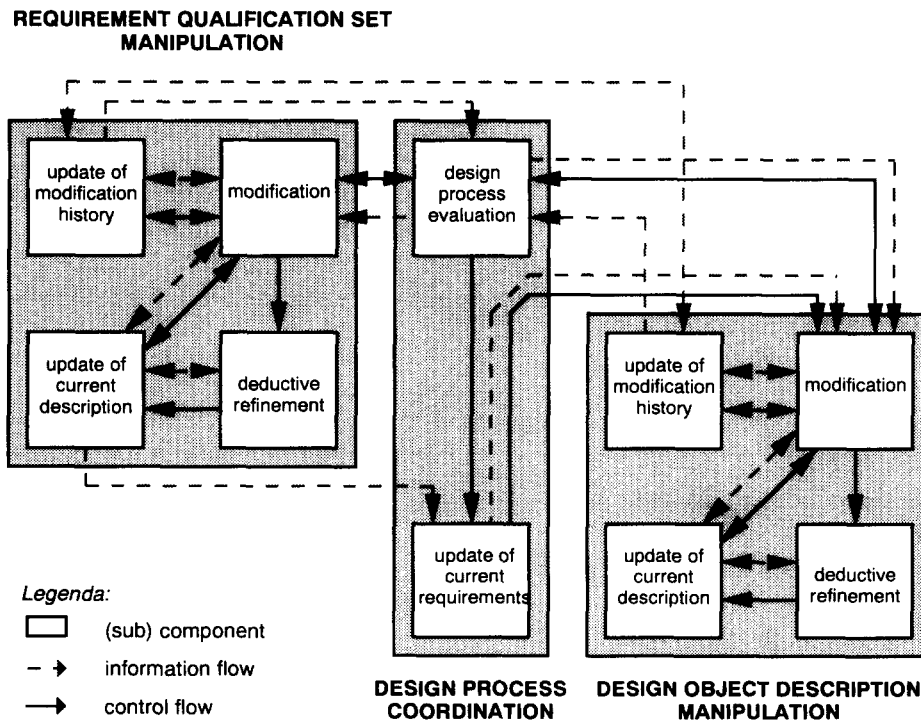 REQUIREMENT QUALIFICATION SET
MANIPULATION
update of
modification
history
modification
design
process
evaluation
update of
current
description
deductive
refinement
update of
modification
history
modification
update of
current
requirements
update of
current
description
deductive
refinement
Legenda:
(sub) component
information flow
control flow
DESIGN PROCESS
COORDINATION
DESIGN OBJECT DESCRIPTION
MANIPULATION